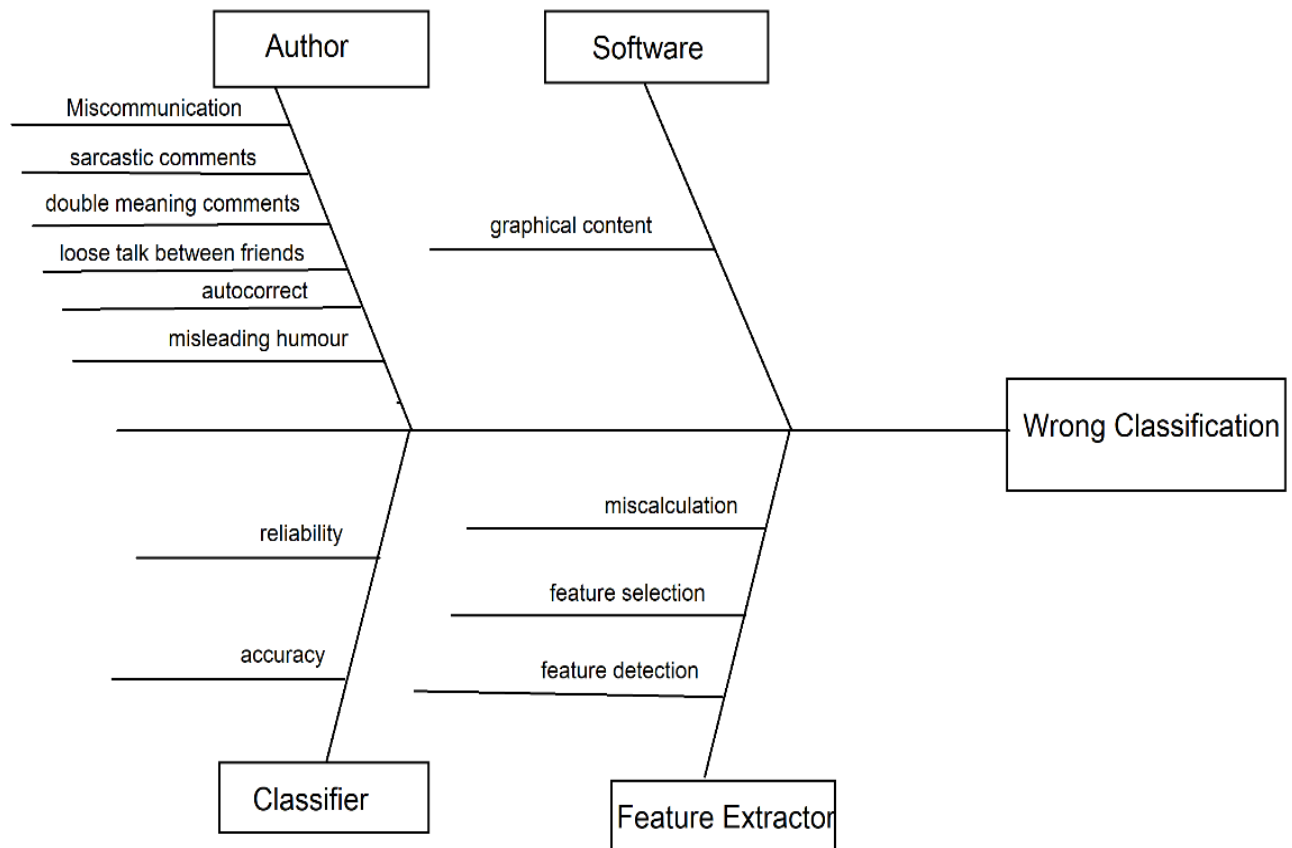 Author
Software
Miscommunication
sarcastic comments
double meaning comments
loose talk between friends
autocorrect
misleading humour
graphical content
Wrong Classification
reliability
accuracy
miscalculation
feature selection
feature detection
Classifier
Feature Extractor